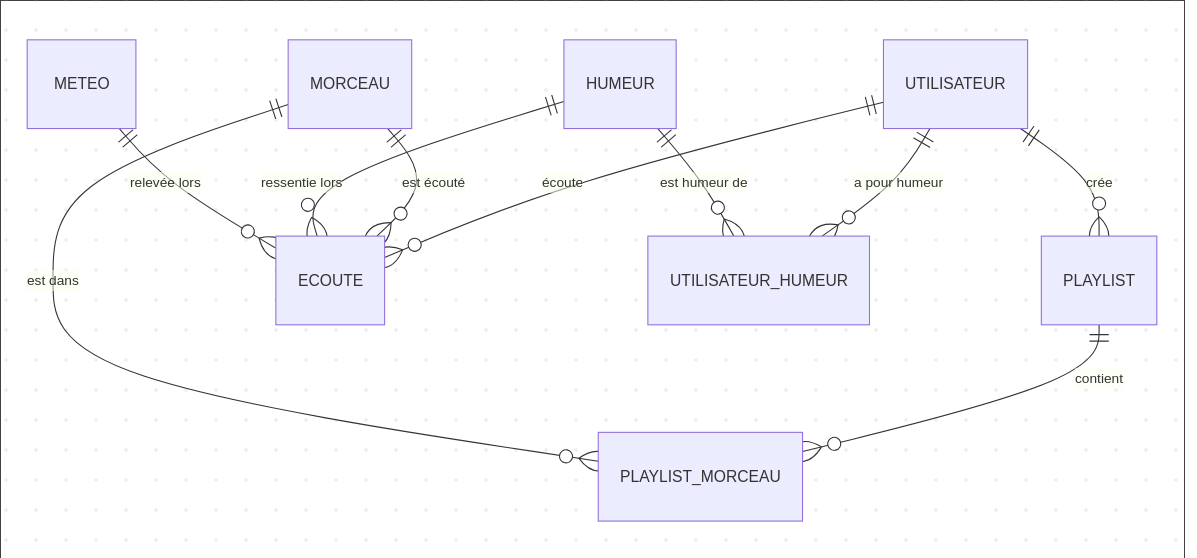 METEO
MORCEAU
HUMEUR
UTILISATEUR
relevée lors
ressentie lors
est écouté
écoute
est humeur de
a pour humeur
crée
est dans
ECOUTE
UTILISATEUR_HUMEUR
PLAYLIST
contient
PLAYLIST_MORCEAU